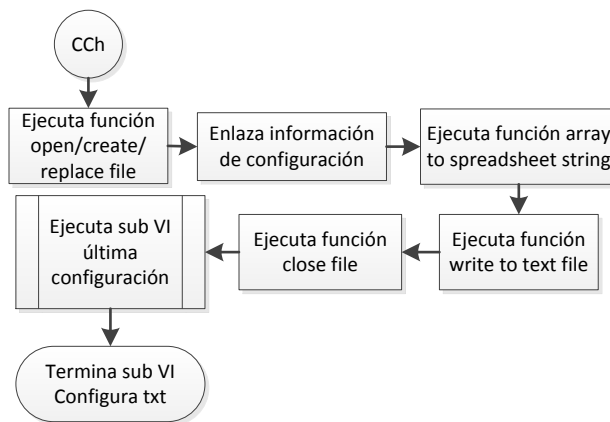 CCh
Ejecuta función
open/create/
replace file
Enlaza información
de configuración
Ejecuta función array
to spreadsheet string
Ejecuta función
write to text file
Ejecuta función
close file
Ejecuta sub VI
última
configuración
Termina sub VI
Configura txt